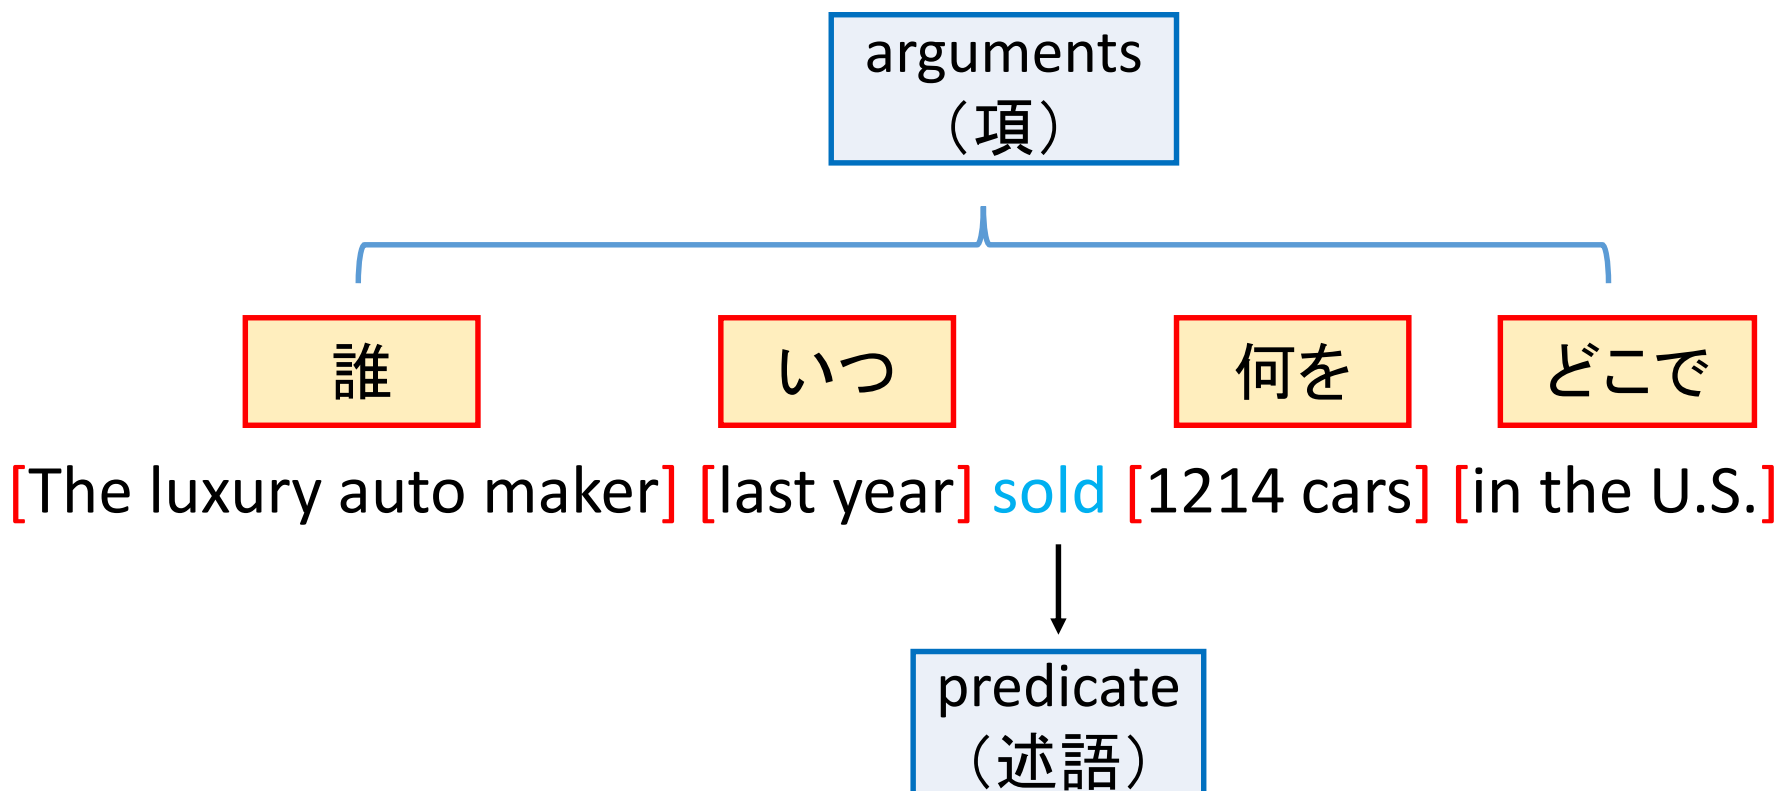 arguments
（項）
誰 いつ 何を どこで
[The luxury auto maker] [last year] sold [1214 cars] [in the U.S.]
predicate
（述語）